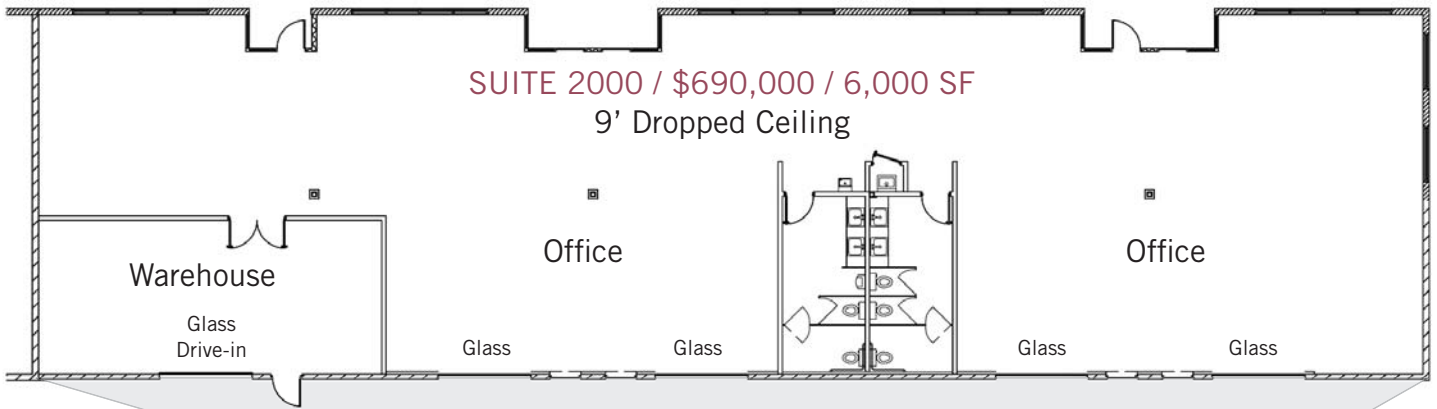 SUITE 2000 / $690,000 / 6,000 SF
9’ Dropped Ceiling
Office
Office
Warehouse
Glass
Drive-in
Glass
Glass
Glass
Glass